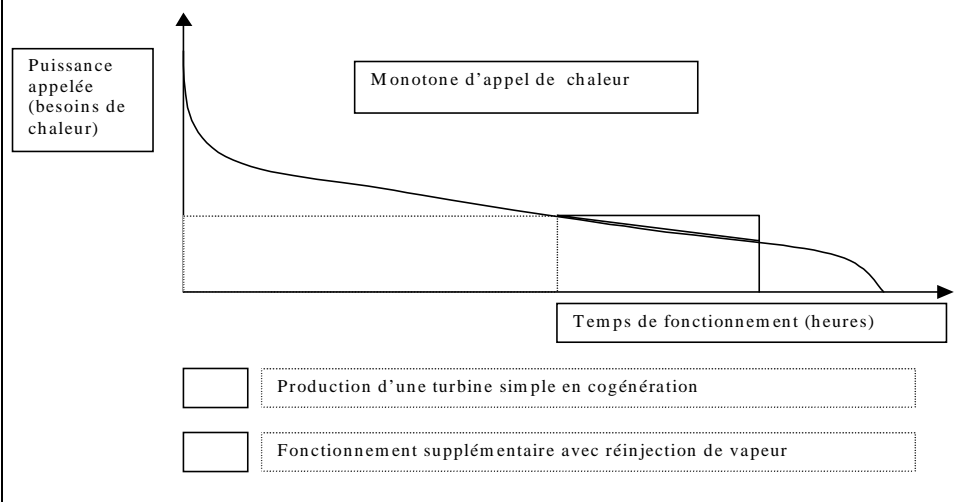 Puissance
appelée
(besoins de
chaleur)
Monotone d'appel de chaleur
Temps de fonctionnement (heures)
Production d'une turbine simple en cogénération
Fonctionnement supplémentaire avec réinjection de vapeur